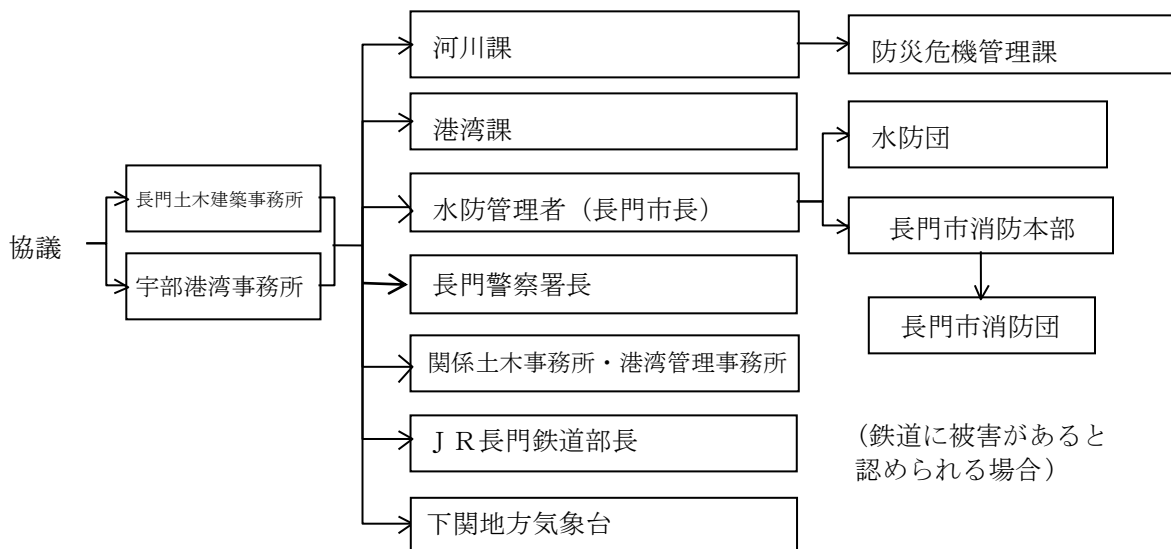 河川課
防災危機管理課
港湾課
水防団
長門土木建築事務所
水防管理者（長門市長）
長門市消防本部
協議
宇部港湾事務所
長門警察署長
長門市消防団
関係土木事務所・港湾管理事務所
ＪＲ長門鉄道部長
（鉄道に被害があると
認められる場合）
下関地方気象台